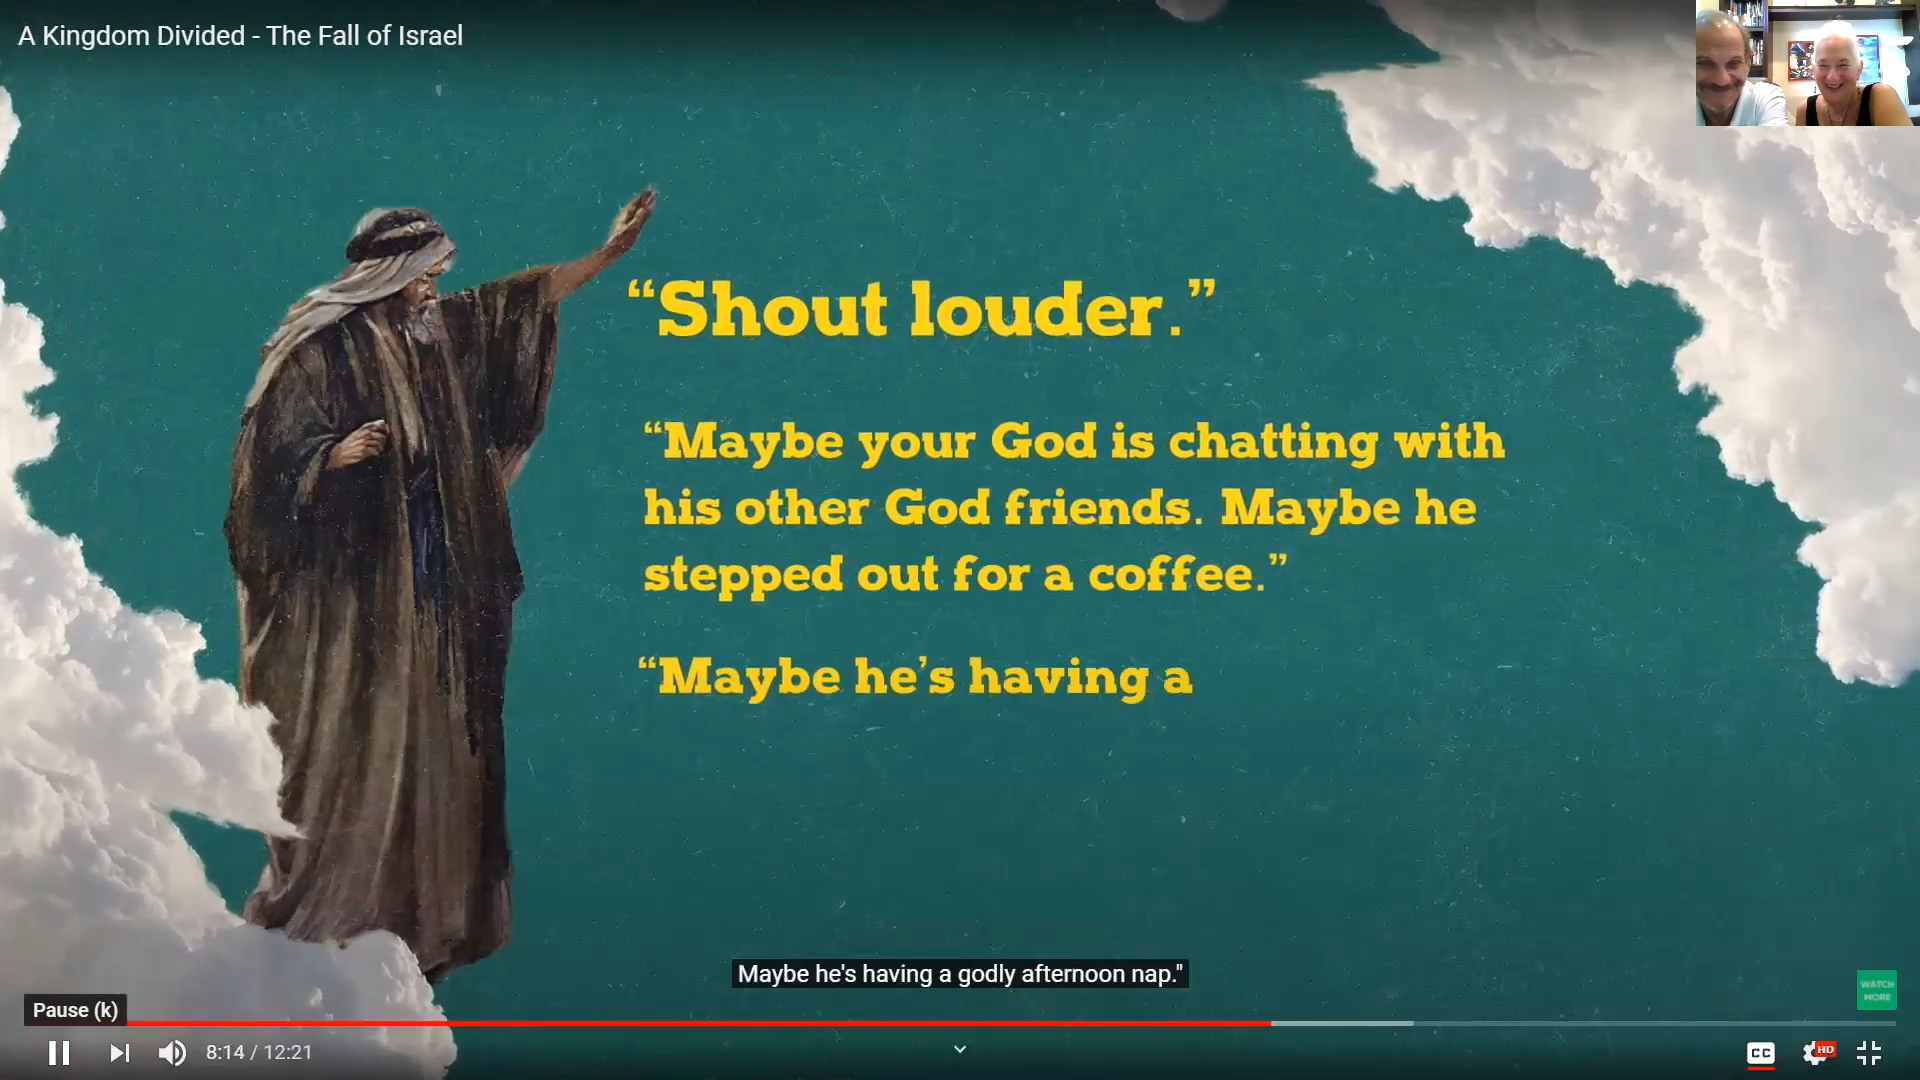 A Kingdom Divided - The Fall of Israel
“Shout louder.”
“Maybe your God is chatting with
his other God friends. Maybe he
stepped out for a coffee.”
“Maybe he’s having a
Maybe he's having a godly afternoon nap."
WATCH
MORE
Pause (k)
8:14 / 12:21
CC
HD